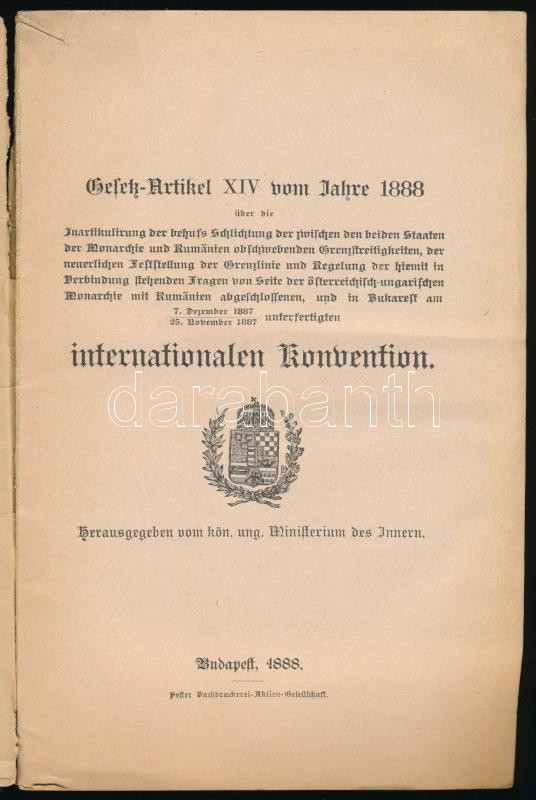 Gesetz-Artikel XIV vom Jahre 1888
über die
Inartikulirung der behufs Schlichtung der zwischen den beiden Staaten
der Monarchie und Rumänien obschwebenden Grenzstreitigkeiten, der
neuerlichen Feststellung der Grenzlinie und Regelung der hiemit in
Verbindung stehenden Fragen von Seite der österreichisch-ungarischen
Monarchie mit Rumänien abgeschlossenen, und in Bukarest am
7. Dezember 1887
25. November 1887 unterfertigten
internationalen Konvention.
darabanth
Herausgegeben vom kön. ung. Ministerium des Innern.
Budapest, 1888.
Pester Buchdruckerei-Aktien-Gesellschaft.